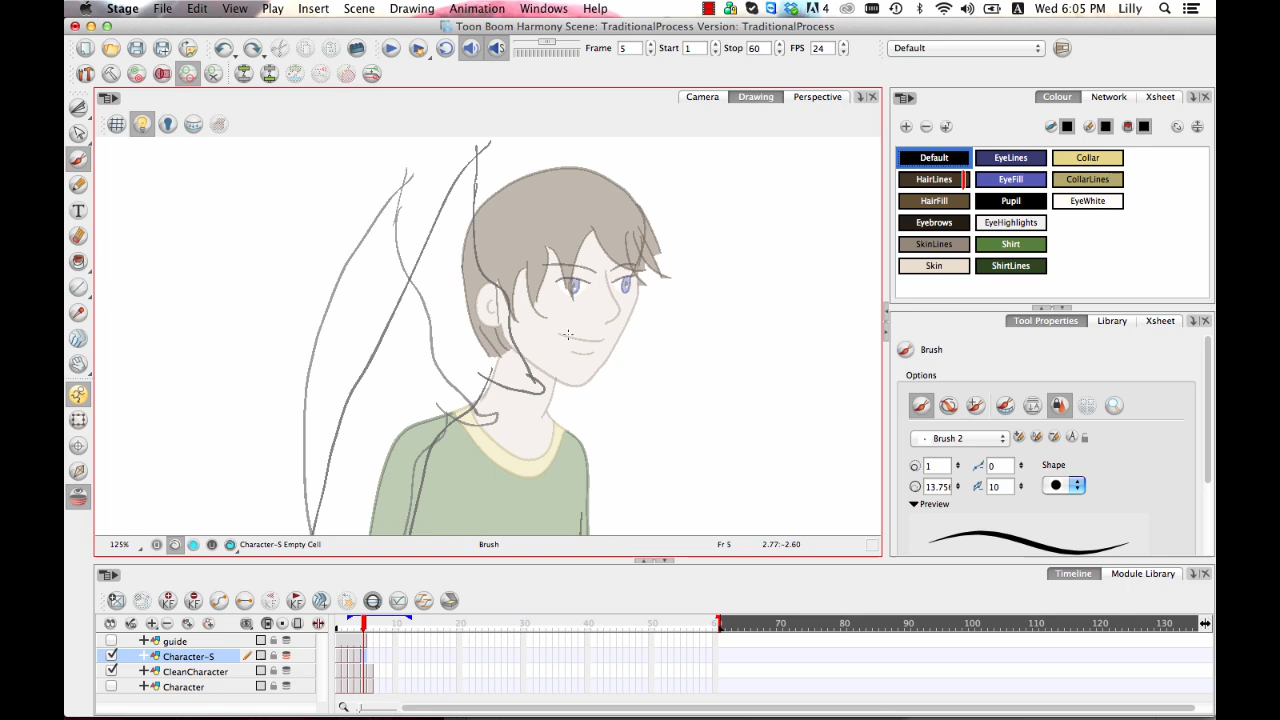 Stage File Edit View Play Insert Scene Drawing Animation Windows Help 4 A Wed 6:05 PM Lilly
Toon Boom Harmony Scene: TraditionalProcess Version: TraditionalProcess
Frame 5 Start 1 Stop 60 FPS 24 Default
Camera Drawing Perspective
Colour Network Xsheet
Default EyeLines Collar
HairLines EyeFill CollarLines
HairFill Pupil EyeWhite
Eyebrows EyeHighlights
SkinLines Shirt
Skin ShirtLines
Tool Properties Library Xsheet
Brush
Options
Brush 2
1 0 Shape
10
Preview
125% Character-S Empty Cell Brush Fr 5 2.77:-2.60
Timeline Module Library
10 20 30 40 50 60 70 80 90 100 110 120 130
guide
Character-S
CleanCharacter
Character